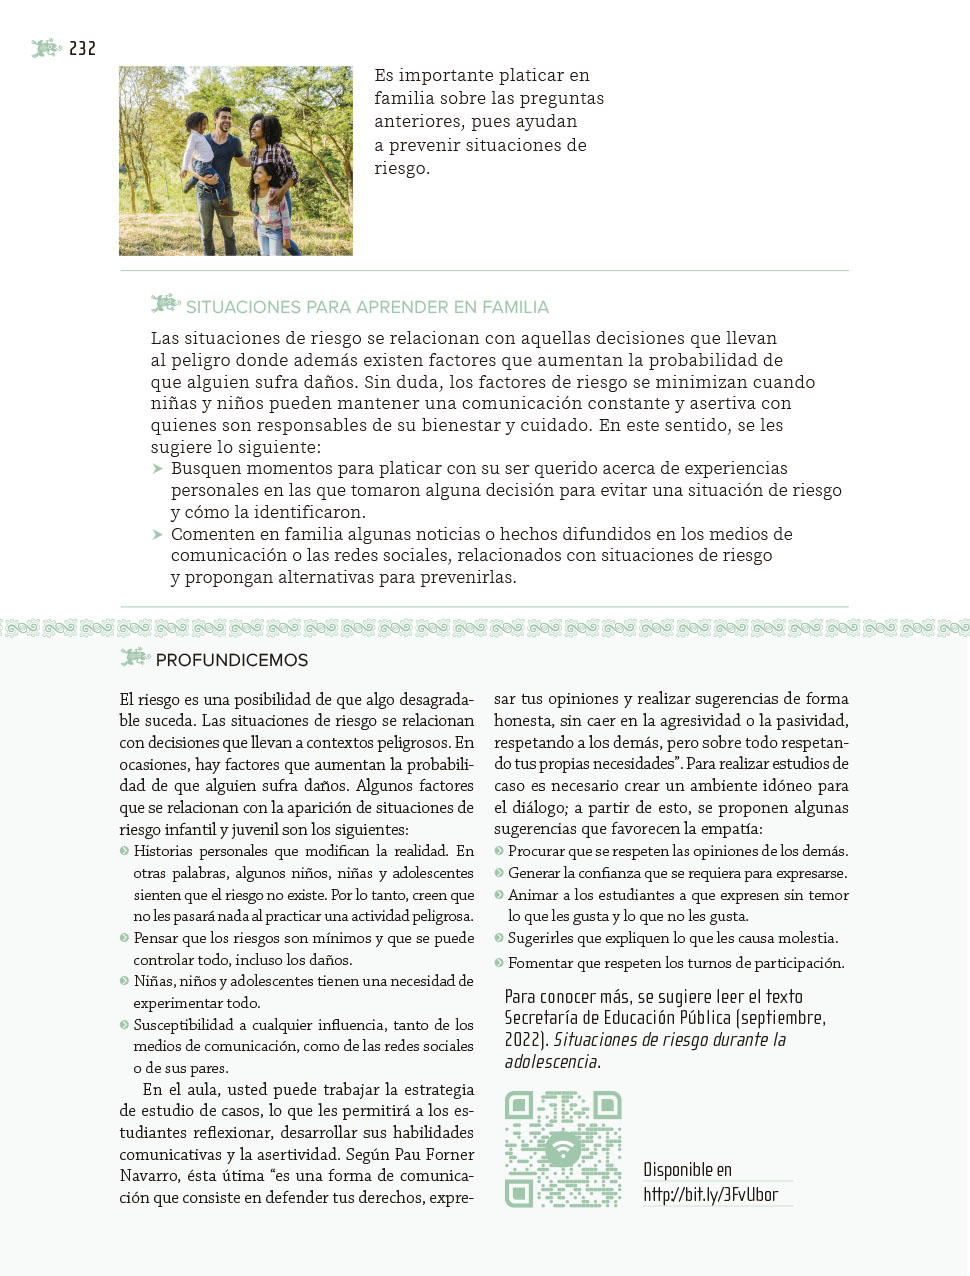 232
Es importante platicar en
familia sobre las preguntas
anteriores, pues ayudan
a prevenir situaciones de
riesgo.
SITUACIONES PARA APRENDER EN FAMILIA
Las situaciones de riesgo se relacionan con aquellas decisiones que llevan
al peligro donde además existen factores que aumentan la probabilidad de
que alguien sufra daños. Sin duda, los factores de riesgo se minimizan cuando
niñas y niños pueden mantener una comunicación constante y asertiva con
quienes son responsables de su bienestar y cuidado. En este sentido, se les
sugiere lo siguiente:
➤ Busquen momentos para platicar con su ser querido acerca de experiencias
personales en las que tomaron alguna decisión para evitar una situación de riesgo
y cómo la identificaron.
➤ Comenten en familia algunas noticias o hechos difundidos en los medios de
comunicación o las redes sociales, relacionados con situaciones de riesgo
y propongan alternativas para prevenirlas.
PROFUNDICEMOS
El riesgo es una posibilidad de que algo desagrada-
ble suceda. Las situaciones de riesgo se relacionan
con decisiones que llevan a contextos peligrosos. En
ocasiones, hay factores que aumentan la probabili-
dad de que alguien sufra daños. Algunos factores
que se relacionan con la aparición de situaciones de
riesgo infantil y juvenil son los siguientes:
Historias personales que modifican la realidad. En
otras palabras, algunos niños, niñas y adolescentes
sienten que el riesgo no existe. Por lo tanto, creen que
no les pasará nada al practicar una actividad peligrosa.
Pensar que los riesgos son mínimos y que se puede
controlar todo, incluso los daños.
Niñas, niños y adolescentes tienen una necesidad de
experimentar todo.
Susceptibilidad a cualquier influencia, tanto de los
medios de comunicación, como de las redes sociales
o de sus pares.
En el aula, usted puede trabajar la estrategia
de estudio de casos, lo que les permitirá a los es-
tudiantes reflexionar, desarrollar sus habilidades
comunicativas y la asertividad. Según Pau Forner
Navarro, ésta útima “es una forma de comunica-
ción que consiste en defender tus derechos, expre-
sar tus opiniones y realizar sugerencias de forma
honesta, sin caer en la agresividad o la pasividad,
respetando a los demás, pero sobre todo respetan-
do tus propias necesidades”. Para realizar estudios de
caso es necesario crear un ambiente idóneo para
el diálogo; a partir de esto, se proponen algunas
sugerencias que favorecen la empatía:
Procurar que se respeten las opiniones de los demás.
Generar la confianza que se requiera para expresarse.
Animar a los estudiantes a que expresen sin temor
lo que les gusta y lo que no les gusta.
Sugerirles que expliquen lo que les causa molestia.
Fomentar que respeten los turnos de participación.
Para conocer más, se sugiere leer el texto
Secretaría de Educación Pública (septiembre,
2022). Situaciones de riesgo durante la
adolescencia.
Disponible en
http://bit.ly/3FvUbor